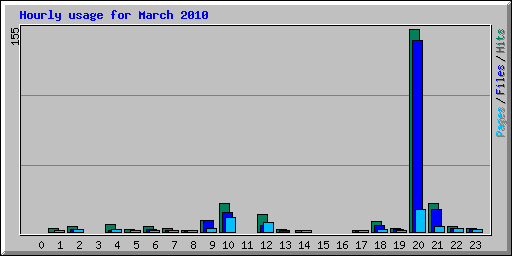 Hourly usage for March 2010
155
Pages/Files/Hits
0 1 2 3 4 5 6 7 8 9 10 11 12 13 14 15 16 17 18 19 20 21 22 23